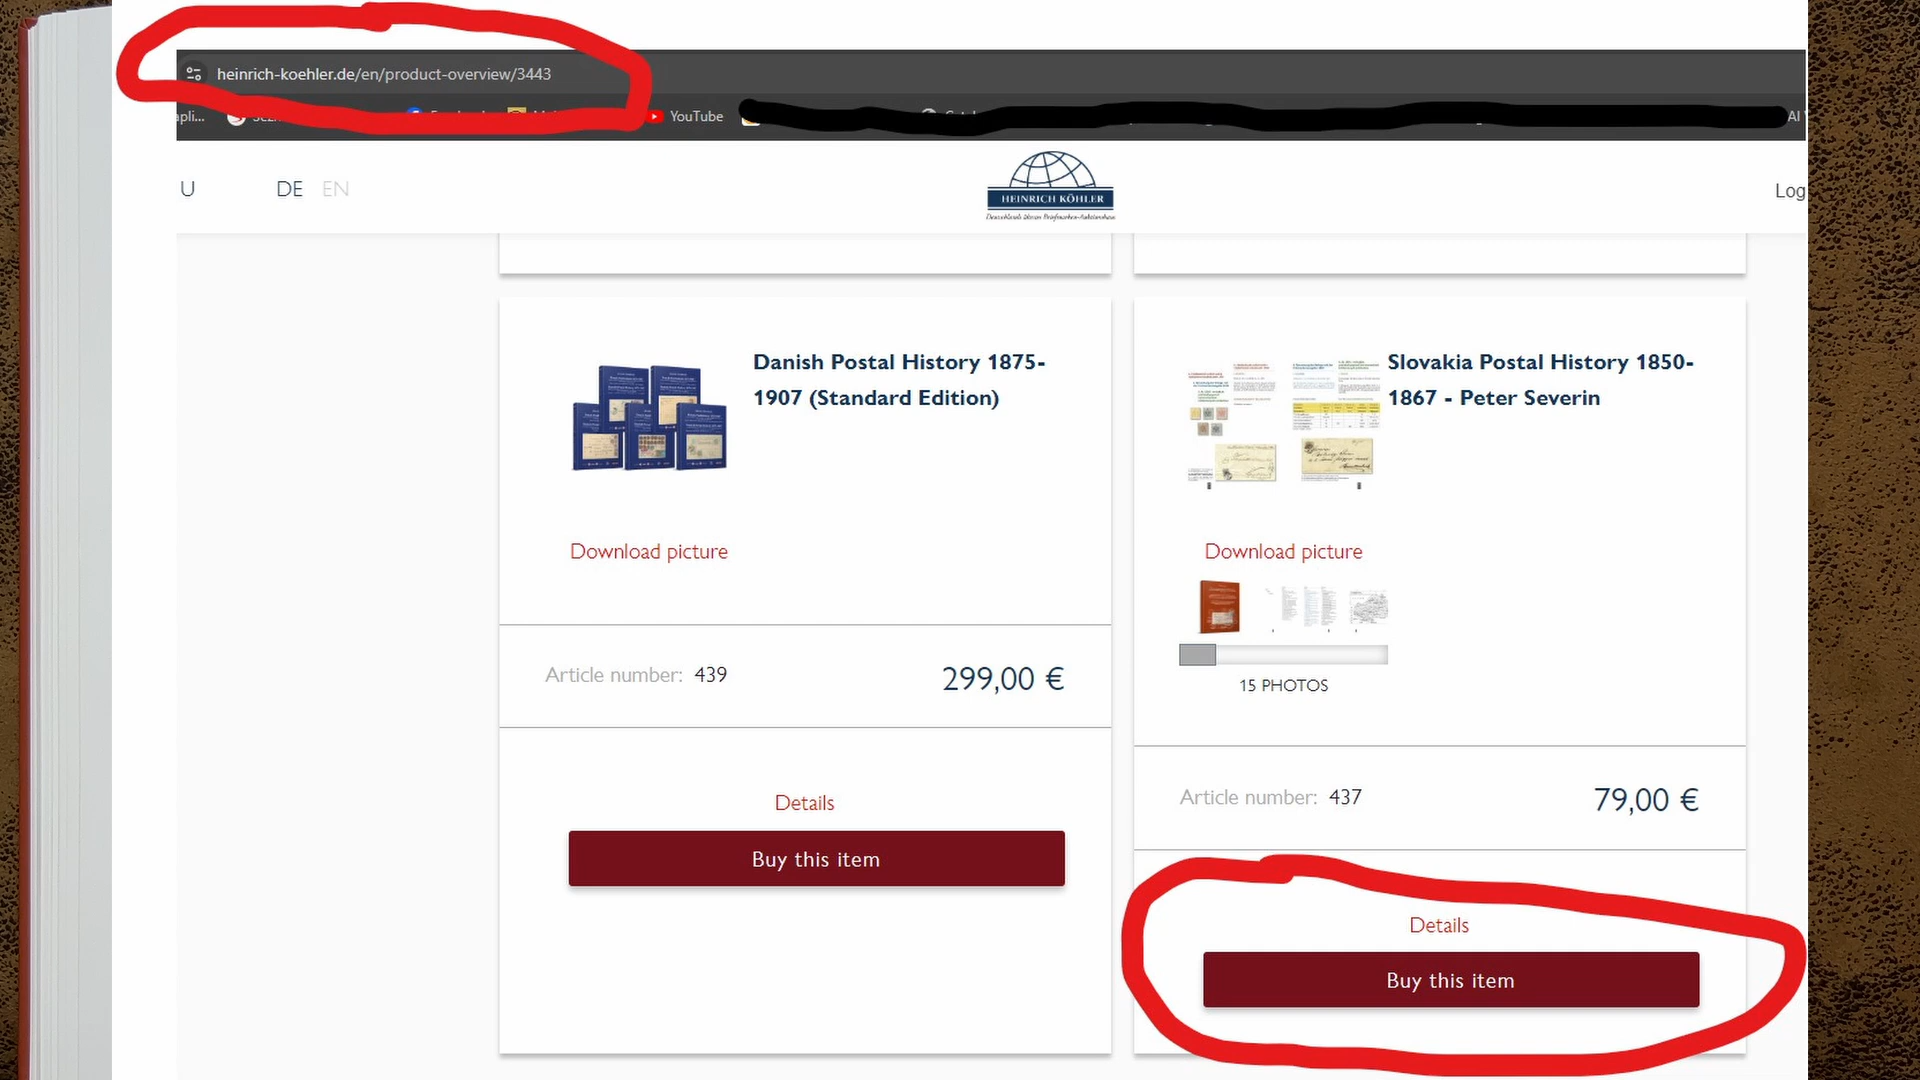 heinrich-koehler.de/en/product-overview/3443
YouTube
AI
U
DE EN
HEINRICH KÖHLER
Log
Danish Postal History 1875-
1907 (Standard Edition)
Download picture
Article number: 439
299,00 €
Details
Buy this item
Slovakia Postal History 1850-
1867 - Peter Severin
Download picture
15 PHOTOS
Article number: 437
79,00 €
Details
Buy this item